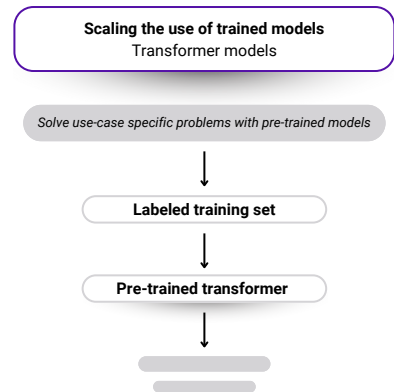 Scaling the use of trained models
Transformer models
Solve use-case specific problems with pre-trained models
Labeled training set
Pre-trained transformer